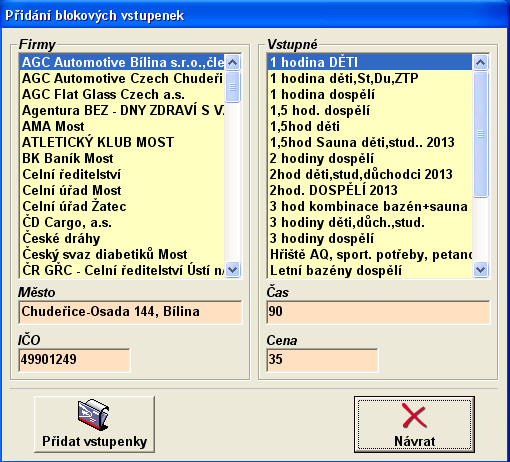 Přidání blokových vstupenek
Firmy
AGC Automotive Bílina s.r.o.,čle
AGC Automotive Czech Chudeři
AGC Flat Glass Czech a.s.
Agentura BEZ - DNY ZDRAVÍ S V.
AMA Most
ATLETICKÝ KLUB MOST
BK Baník Most
Celní ředitelství
Celní úřad Most
Celní úřad Žatec
ČD Cargo, a.s.
České dráhy
Český svaz diabetiků Most
ČR GŘC - Celní ředitelství Ústí n/
Město
Chudeřice-Osada 144, Bílina
IČO
49901249
Přidat vstupenky
Vstupné
1 hodina DĚTI
1 hodina děti,St,Du,ZTP
1 hodina dospělí
1,5 hod. dospělí
1,5hod děti
1,5hod Sauna děti,stud.. 2013
2 hodiny dospělí
2hod děti,stud,důchodci 2013
2hod. DOSPĚLÍ 2013
3 hod kombinace bazén+sauna
3 hodiny děti,důch.,stud.
3 hodiny dospělí
Hřiště AQ, sport. potřeby, petanq
Letní bazény dospělí
Čas
90
Cena
35
Návrat